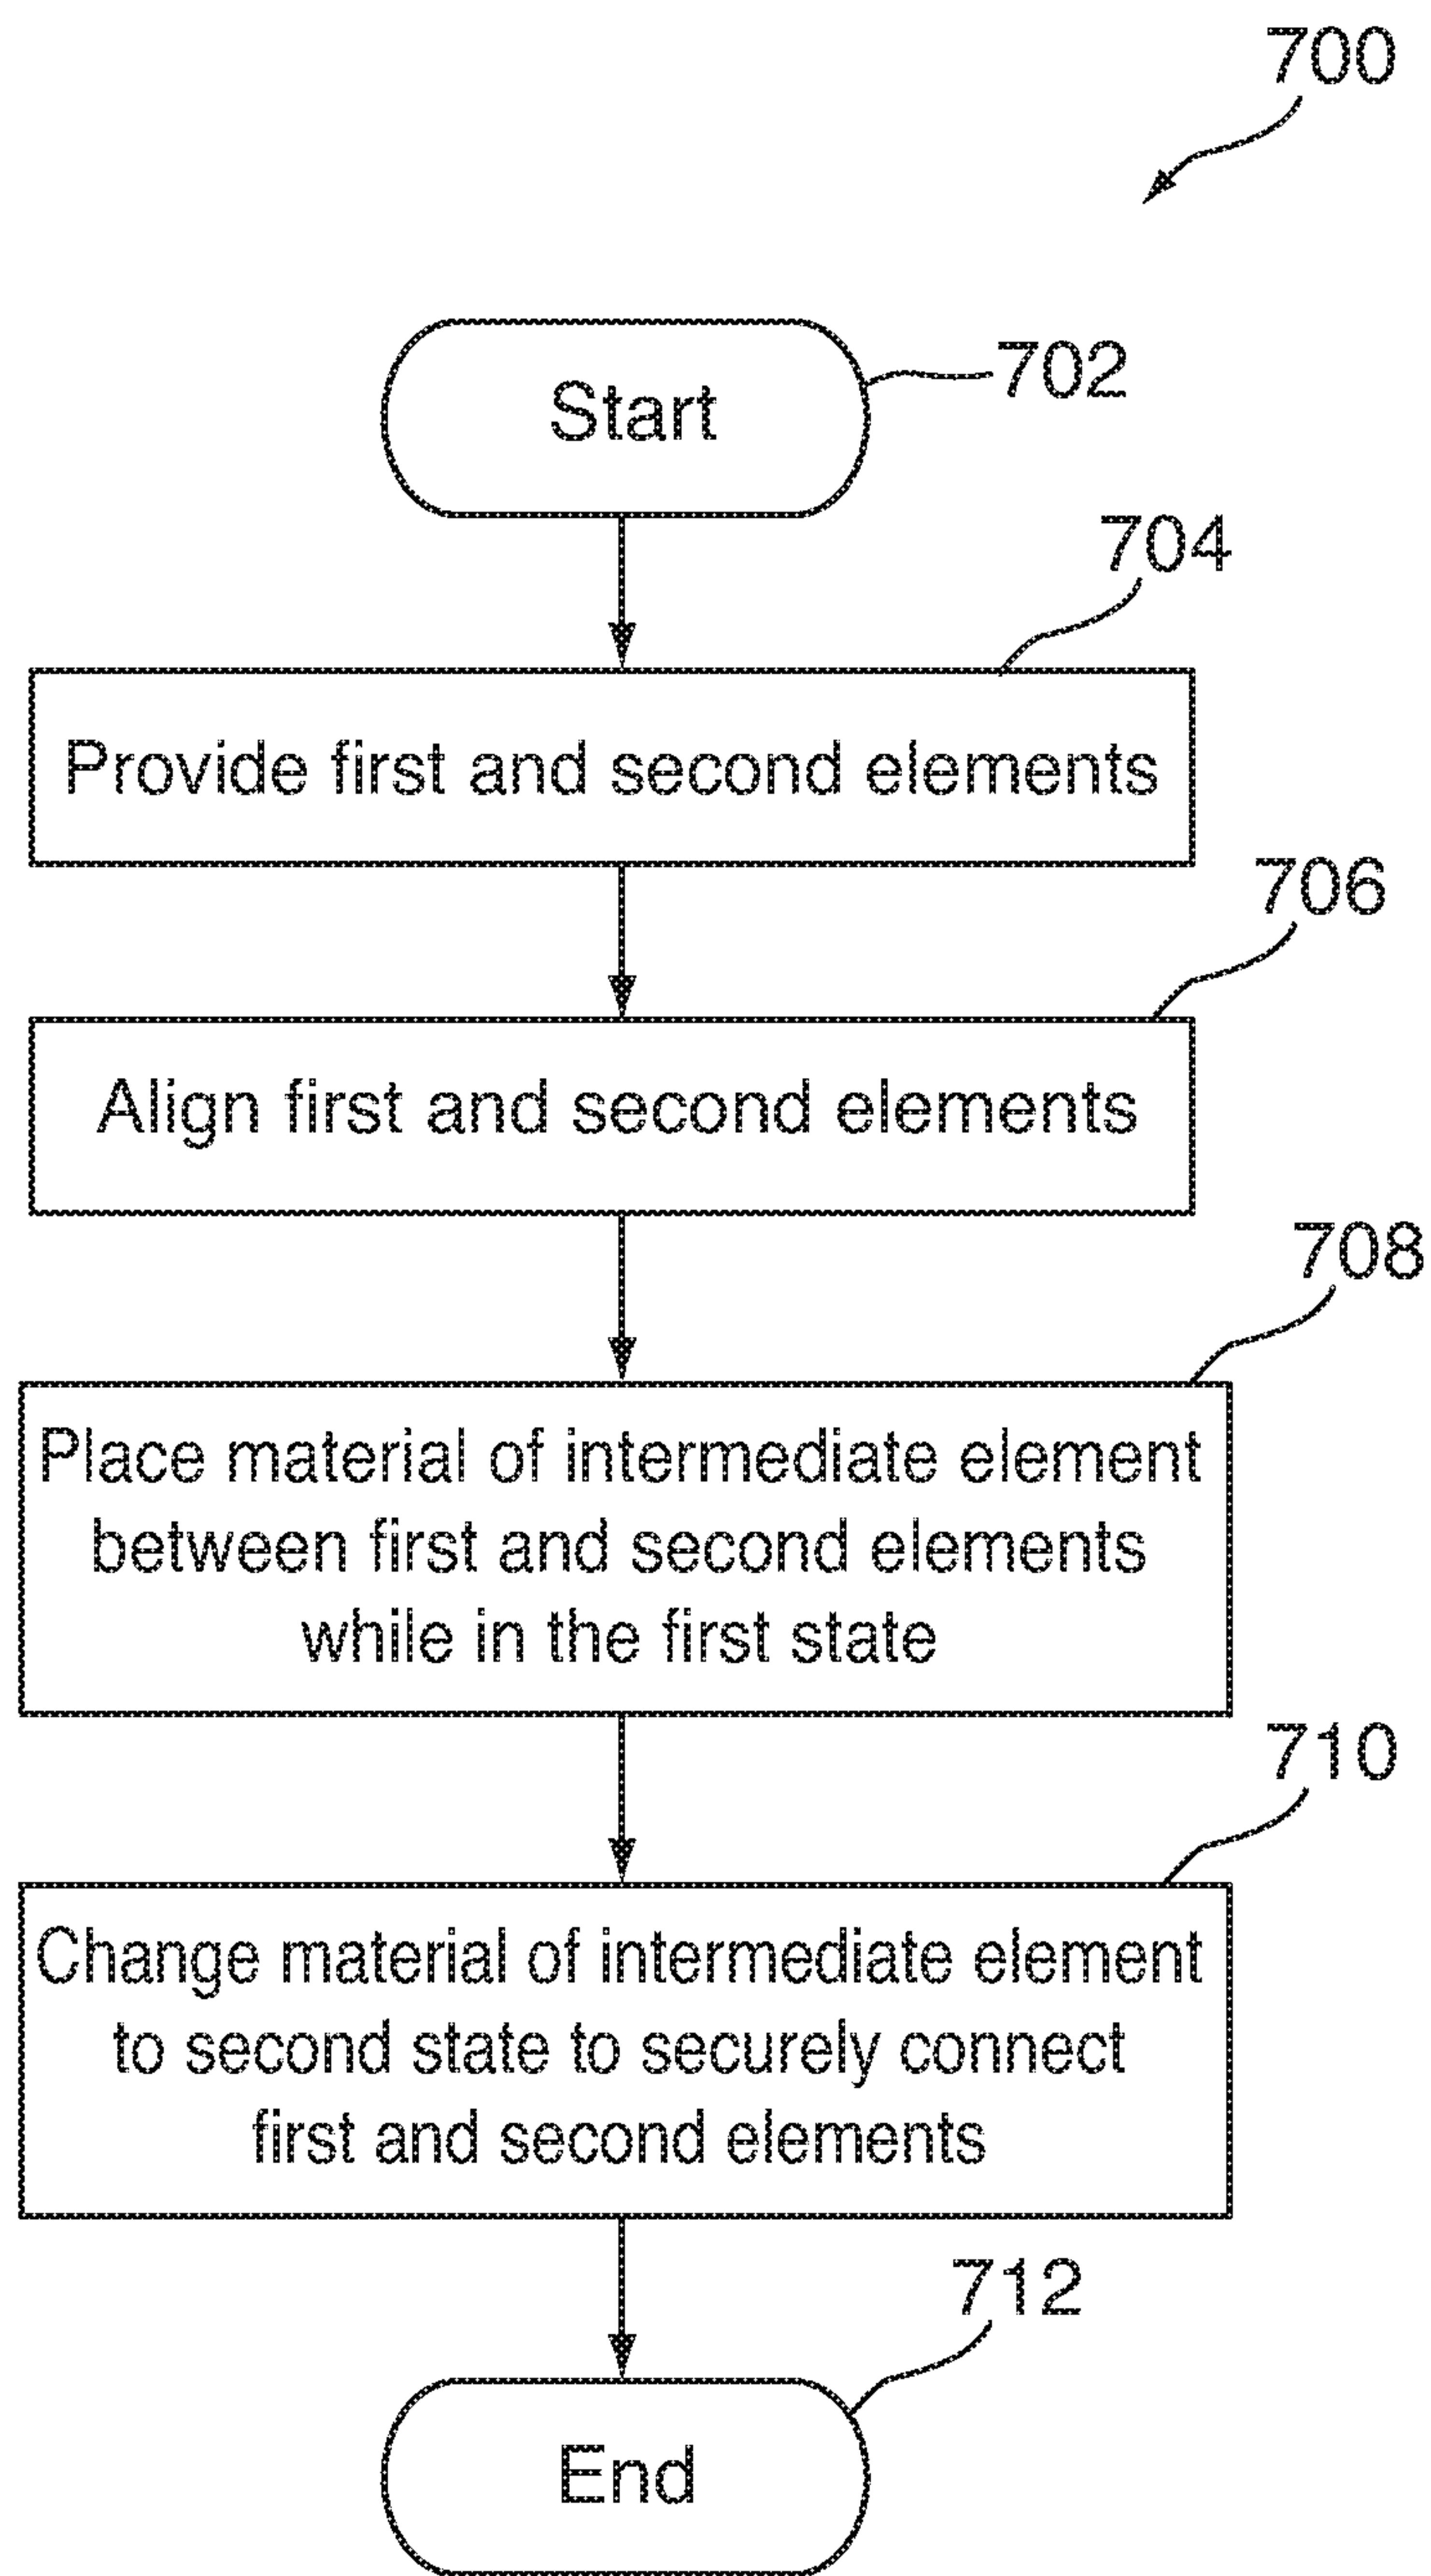 700
Start
702
704
Provide first and second elements
706
Align first and second elements
708
Place material of intermediate element
between first and second elements
while in the first state
710
Change material of intermediate element
to second state to securely connect
first and second elements
712
End